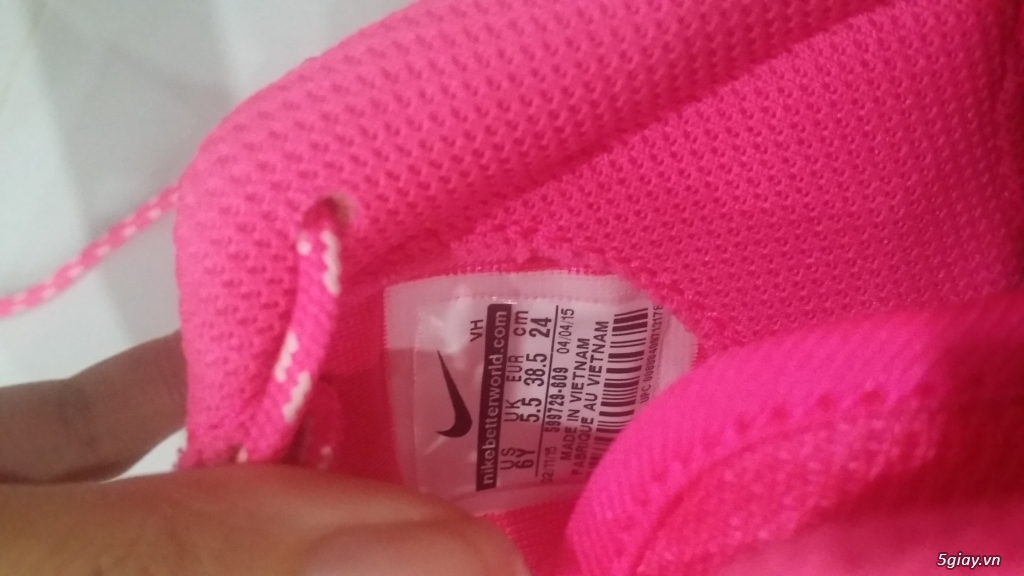 VH
nikebetterworld.com
US UK EUR cm
6Y 5.5 38.5 24
599729-609 04/04/15
MADE IN VIETNAM
FABRIQUE AU VIETNAM
5giay.vn